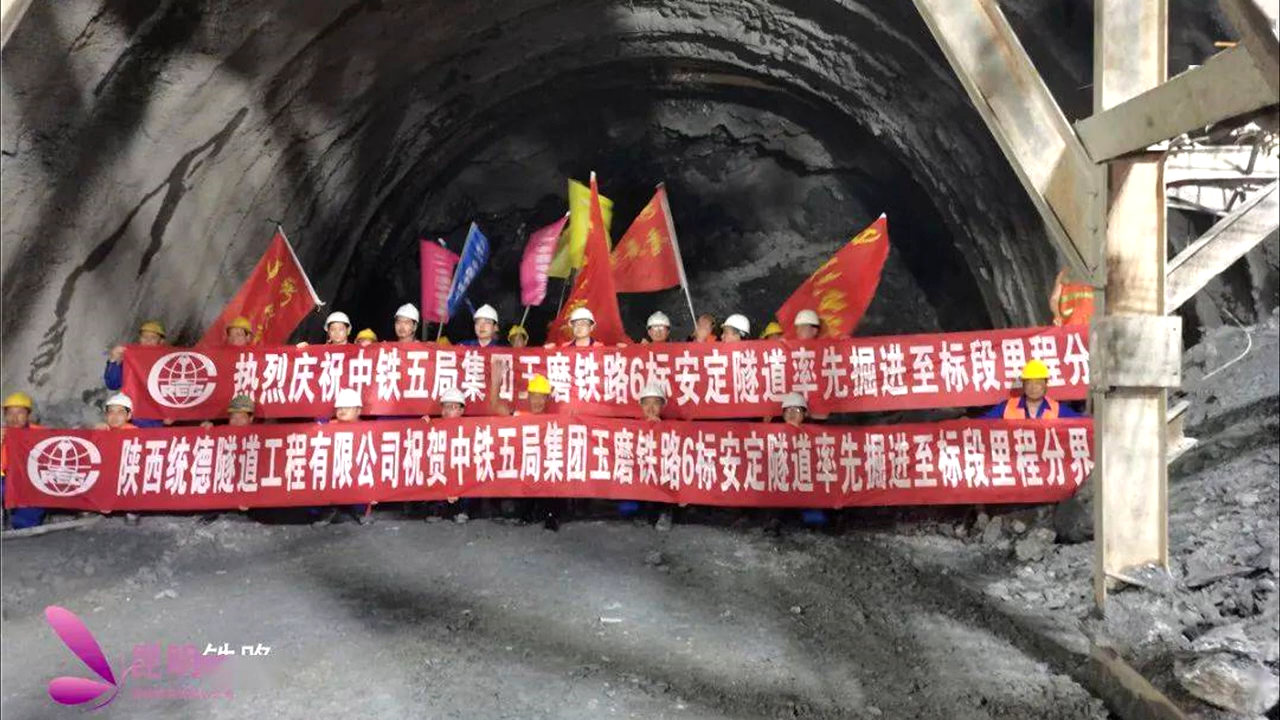 热烈庆祝中铁五局集团玉磨铁路6标安定隧道率先掘进至标段里程分
CREC
陕西统德隧道工程有限公司祝贺中铁五局集团玉磨铁路6标安定隧道率先掘进至标段里程分界